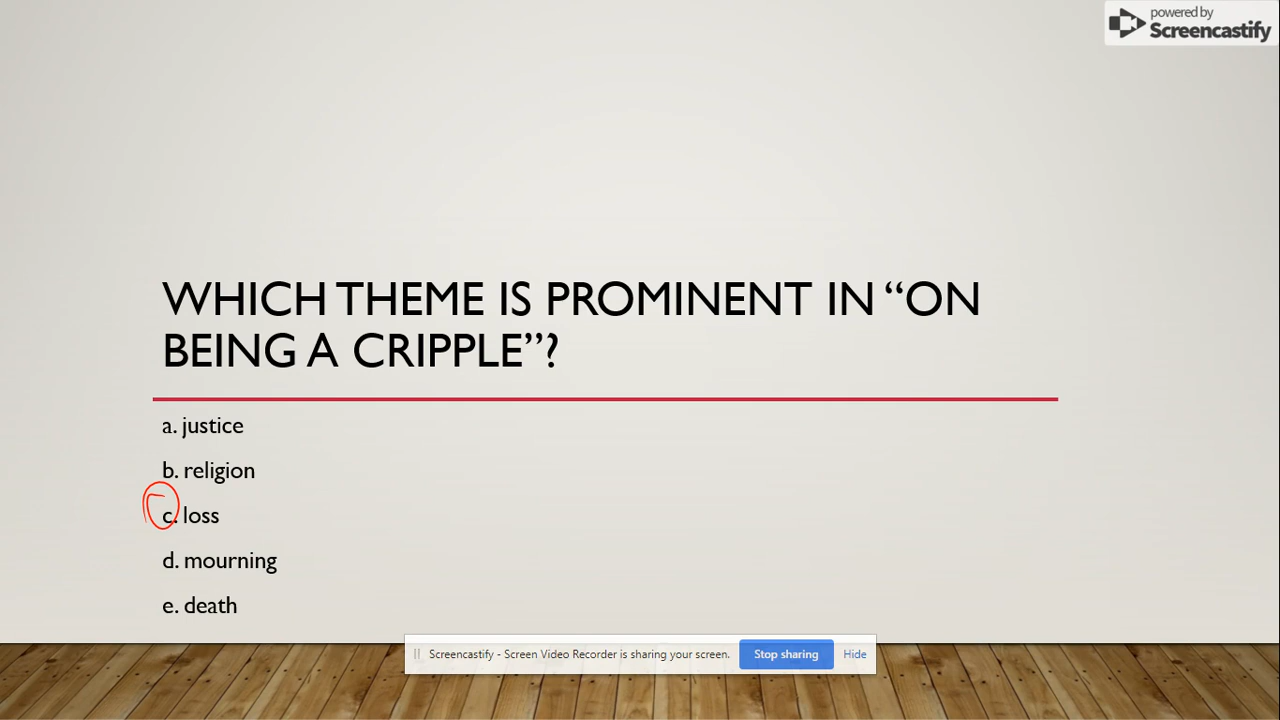 powered by
Screencastify
WHICH THEME IS PROMINENT IN “ON
BEING A CRIPPLE”?
a. justice
b. religion
c. loss
d. mourning
e. death
Screencastify - Screen Video Recorder is sharing your screen. Stop sharing Hide